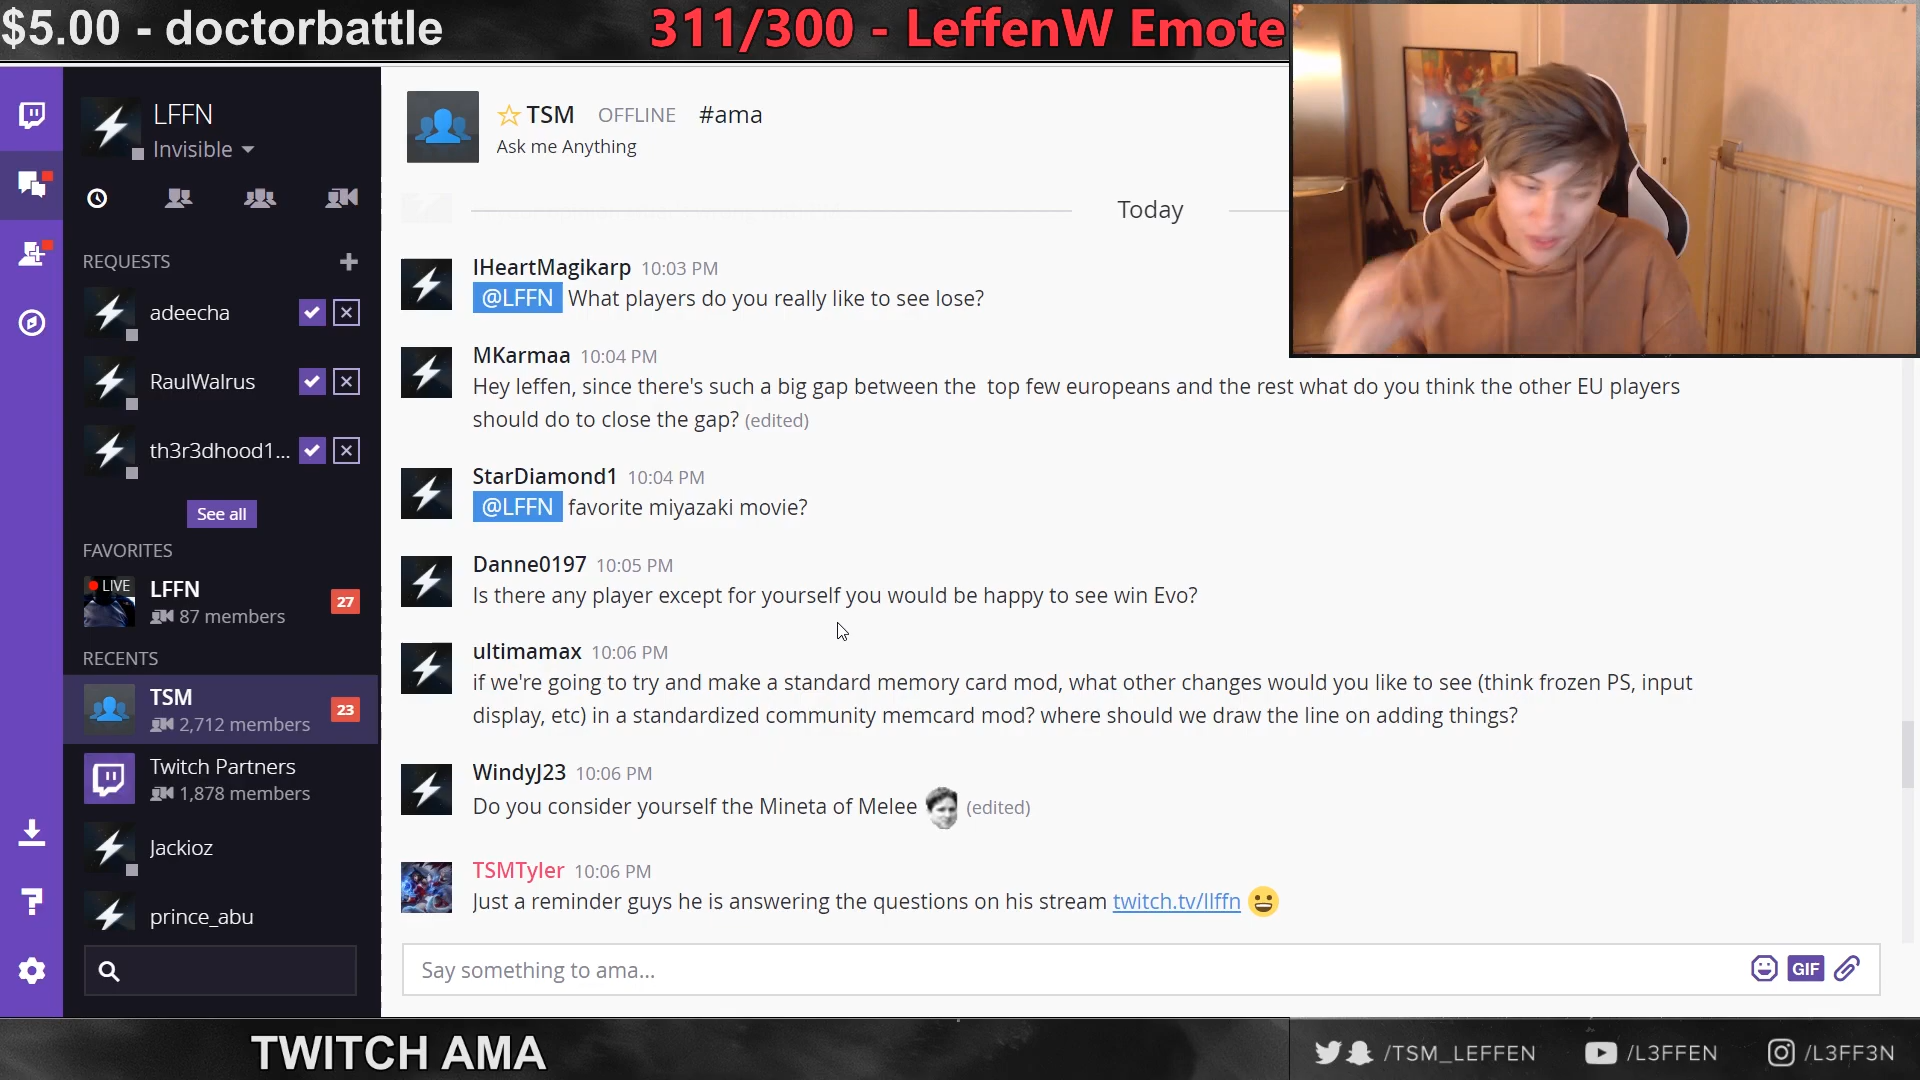 $5.00 - doctorbattle
311/300 - LeffenW Emote
LFFN
Invisible
REQUESTS
adeecha
RaulWalrus
th3r3dhood1...
See all
FAVORITES
LIVE
LFFN
87 members
27
RECENTS
TSM
2,712 members
23
Twitch Partners
1,878 members
Jackioz
prince_abu
TSM OFFLINE #ama
Ask me Anything
Today
IHeartMagikarp 10:03 PM
@LFFN What players do you really like to see lose?
MKarmaa 10:04 PM
Hey leffen, since there's such a big gap between the top few europeans and the rest what do you think the other EU players
should do to close the gap? (edited)
StarDiamond1 10:04 PM
@LFFN favorite miyazaki movie?
Danne0197 10:05 PM
Is there any player except for yourself you would be happy to see win Evo?
ultimamax 10:06 PM
if we're going to try and make a standard memory card mod, what other changes would you like to see (think frozen PS, input
display, etc) in a standardized community memcard mod? where should we draw the line on adding things?
WindyJ23 10:06 PM
Do you consider yourself the Mineta of Melee (edited)
TSMTyler 10:06 PM
Just a reminder guys he is answering the questions on his stream twitch.tv/llffn 😀
Say something to ama...
GIF
TWITCH AMA
/TSM_LEFFEN
/L3FFEN
/L3FF3N